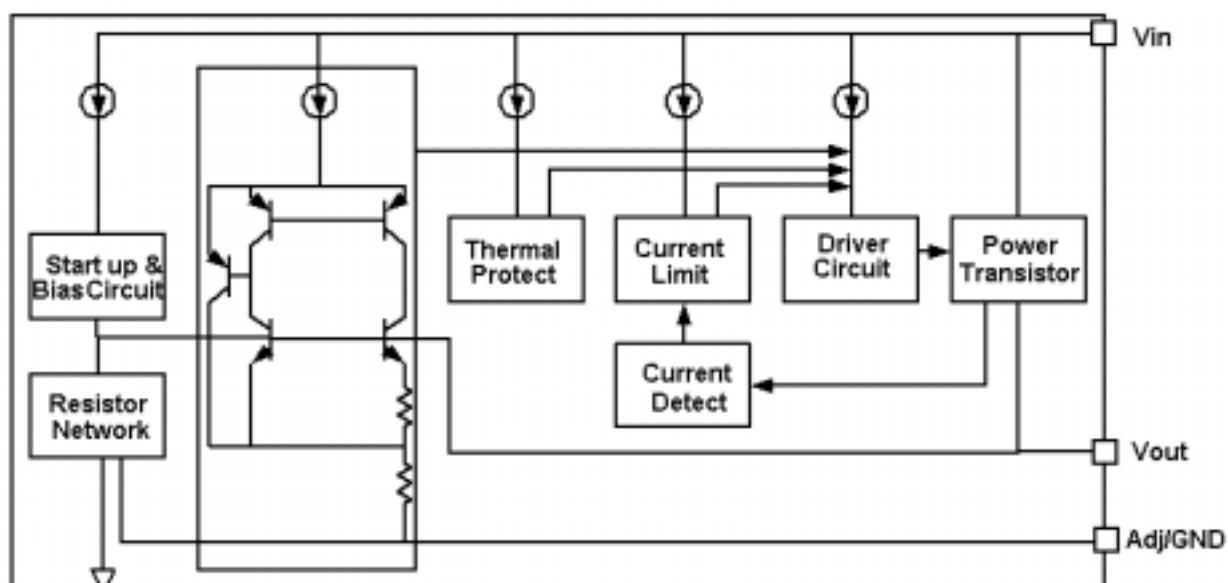 Vin
Start up &
BiasCircuit
Thermal
Protect
Current
Limit
Driver
Circuit
Power
Transistor
Resistor
Network
Current
Detect
Vout
Adj/GND